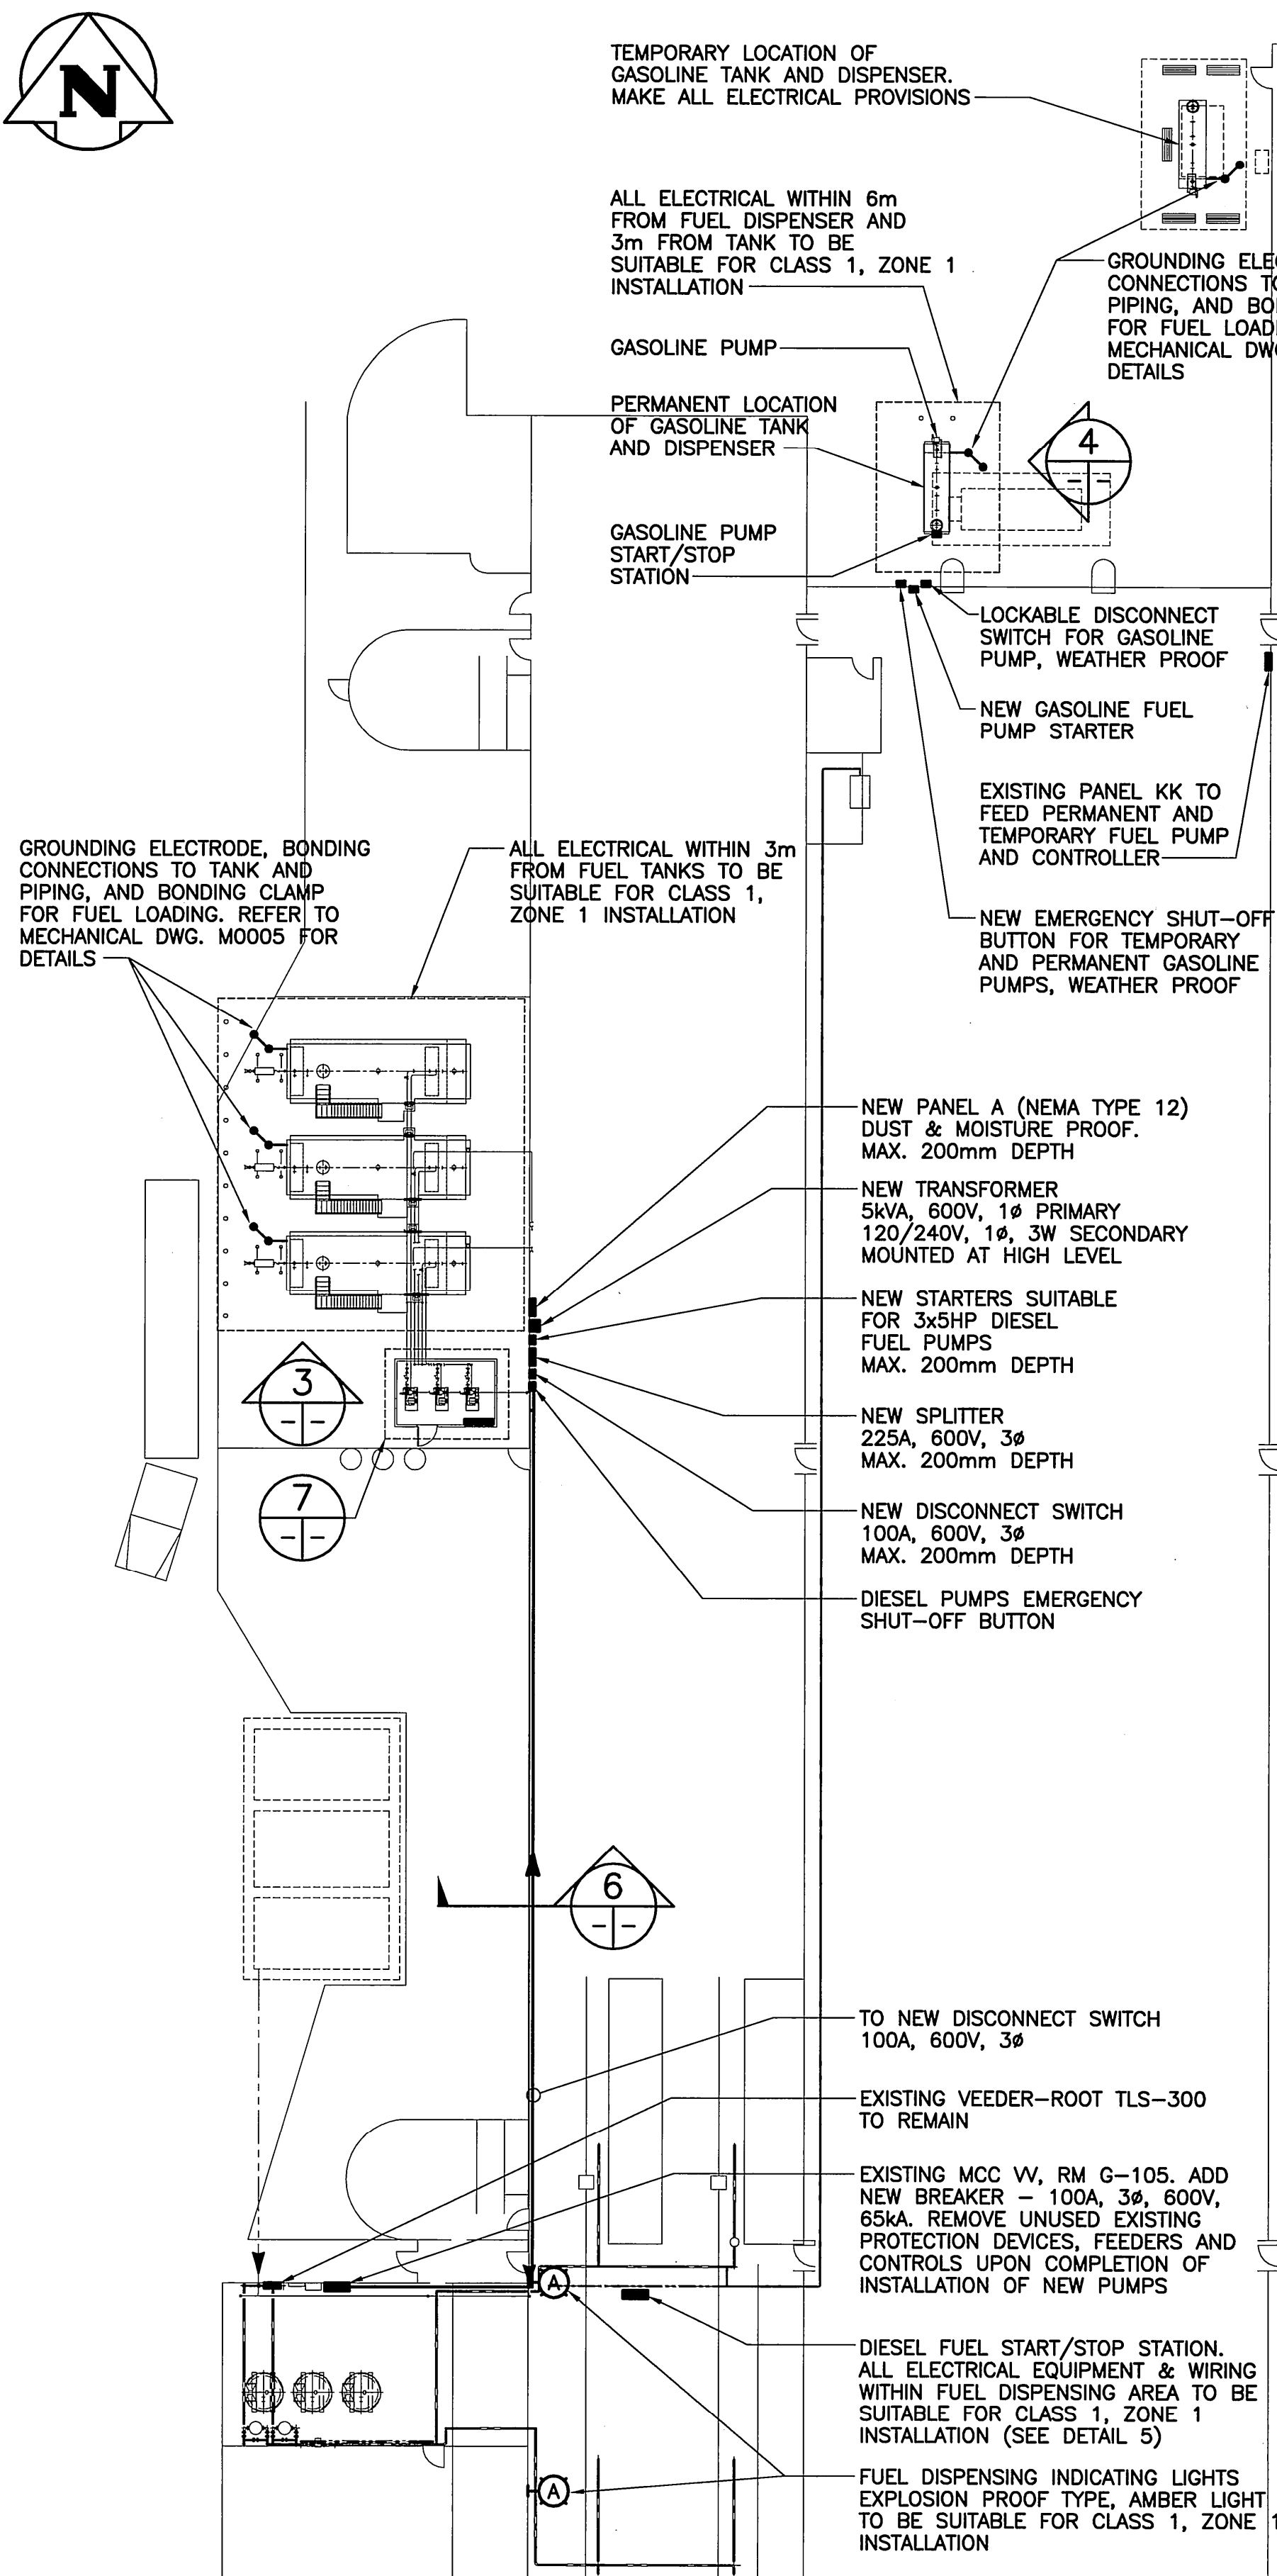 N
TEMPORARY LOCATION OF
GASOLINE TANK AND DISPENSER.
MAKE ALL ELECTRICAL PROVISIONS
ALL ELECTRICAL WITHIN 6m
FROM FUEL DISPENSER AND
3m FROM TANK TO BE
SUITABLE FOR CLASS 1, ZONE 1
INSTALLATION
GROUNDING ELEC
CONNECTIONS TO
PIPING, AND BO
FOR FUEL LOAD
MECHANICAL DW
DETAILS
GASOLINE PUMP
PERMANENT LOCATION
OF GASOLINE TANK
AND DISPENSER
4
GASOLINE PUMP
START/STOP
STATION
LOCKABLE DISCONNECT
SWITCH FOR GASOLINE
PUMP, WEATHER PROOF
NEW GASOLINE FUEL
PUMP STARTER
EXISTING PANEL KK TO
FEED PERMANENT AND
TEMPORARY FUEL PUMP
AND CONTROLLER
NEW EMERGENCY SHUT-OFF
BUTTON FOR TEMPORARY
AND PERMANENT GASOLINE
PUMPS, WEATHER PROOF
GROUNDING ELECTRODE, BONDING
CONNECTIONS TO TANK AND
PIPING, AND BONDING CLAMP
FOR FUEL LOADING. REFER TO
MECHANICAL DWG. M0005 FOR
DETAILS
ALL ELECTRICAL WITHIN 3m
FROM FUEL TANKS TO BE
SUITABLE FOR CLASS 1,
ZONE 1 INSTALLATION
NEW PANEL A (NEMA TYPE 12)
DUST & MOISTURE PROOF.
MAX. 200mm DEPTH
NEW TRANSFORMER
5kVA, 600V, 1ø PRIMARY
120/240V, 1ø, 3W SECONDARY
MOUNTED AT HIGH LEVEL
NEW STARTERS SUITABLE
FOR 3x5HP DIESEL
FUEL PUMPS
MAX. 200mm DEPTH
3
NEW SPLITTER
225A, 600V, 3ø
MAX. 200mm DEPTH
7
NEW DISCONNECT SWITCH
100A, 600V, 3ø
MAX. 200mm DEPTH
DIESEL PUMPS EMERGENCY
SHUT-OFF BUTTON
6
TO NEW DISCONNECT SWITCH
100A, 600V, 3ø
EXISTING VEEDER-ROOT TLS-300
TO REMAIN
EXISTING MCC VV, RM G-105. ADD
NEW BREAKER - 100A, 3ø, 600V,
65kA. REMOVE UNUSED EXISTING
PROTECTION DEVICES, FEEDERS AND
CONTROLS UPON COMPLETION OF
INSTALLATION OF NEW PUMPS
A
DIESEL FUEL START/STOP STATION.
ALL ELECTRICAL EQUIPMENT & WIRING
WITHIN FUEL DISPENSING AREA TO BE
SUITABLE FOR CLASS 1, ZONE 1
INSTALLATION (SEE DETAIL 5)
A
FUEL DISPENSING INDICATING LIGHTS
EXPLOSION PROOF TYPE, AMBER LIGHT
TO BE SUITABLE FOR CLASS 1, ZONE 1
INSTALLATION